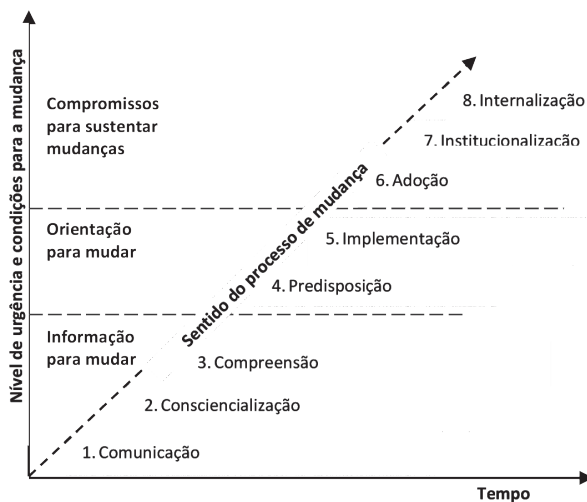 Nível de urgência e condições para a mudança
Compromissos
para sustentar
mudanças
8. Internalização
7. Institucionalização
6. Adoção
Sentido do processo de mudança
Orientação
para mudar
5. Implementação
4. Predisposição
Informação
para mudar
3. Compreensão
2. Consciencialização
1. Comunicação
Tempo